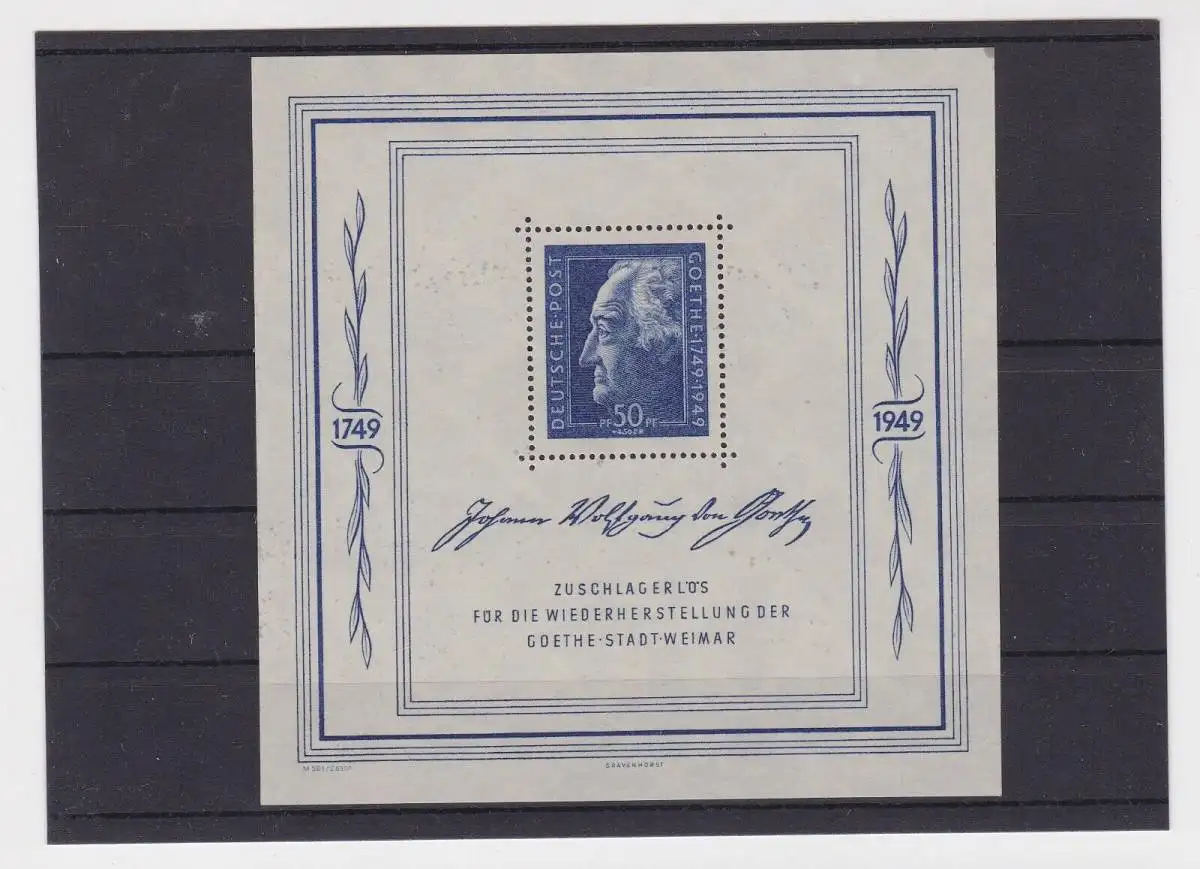 DEUTSCHE·POST
GOETHE·1749·1949
PF 50 PF
1749
1949
Johann Wolfgang von Goethe
ZUSCHLAGERLÖS
FÜR DIE WIEDERHERSTELLUNG DER
GOETHE·STADT·WEIMAR
GRAVENHORST